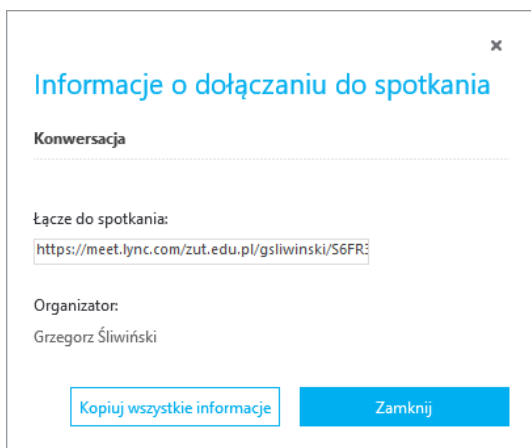 Informacje o dołączaniu do spotkania
Konwersacja
Łącze do spotkania:
https://meet.lync.com/zut.edu.pl/gsliwinski/S6FR3
Organizator:
Grzegorz Śliwiński
Kopiuj wszystkie informacje
Zamknij